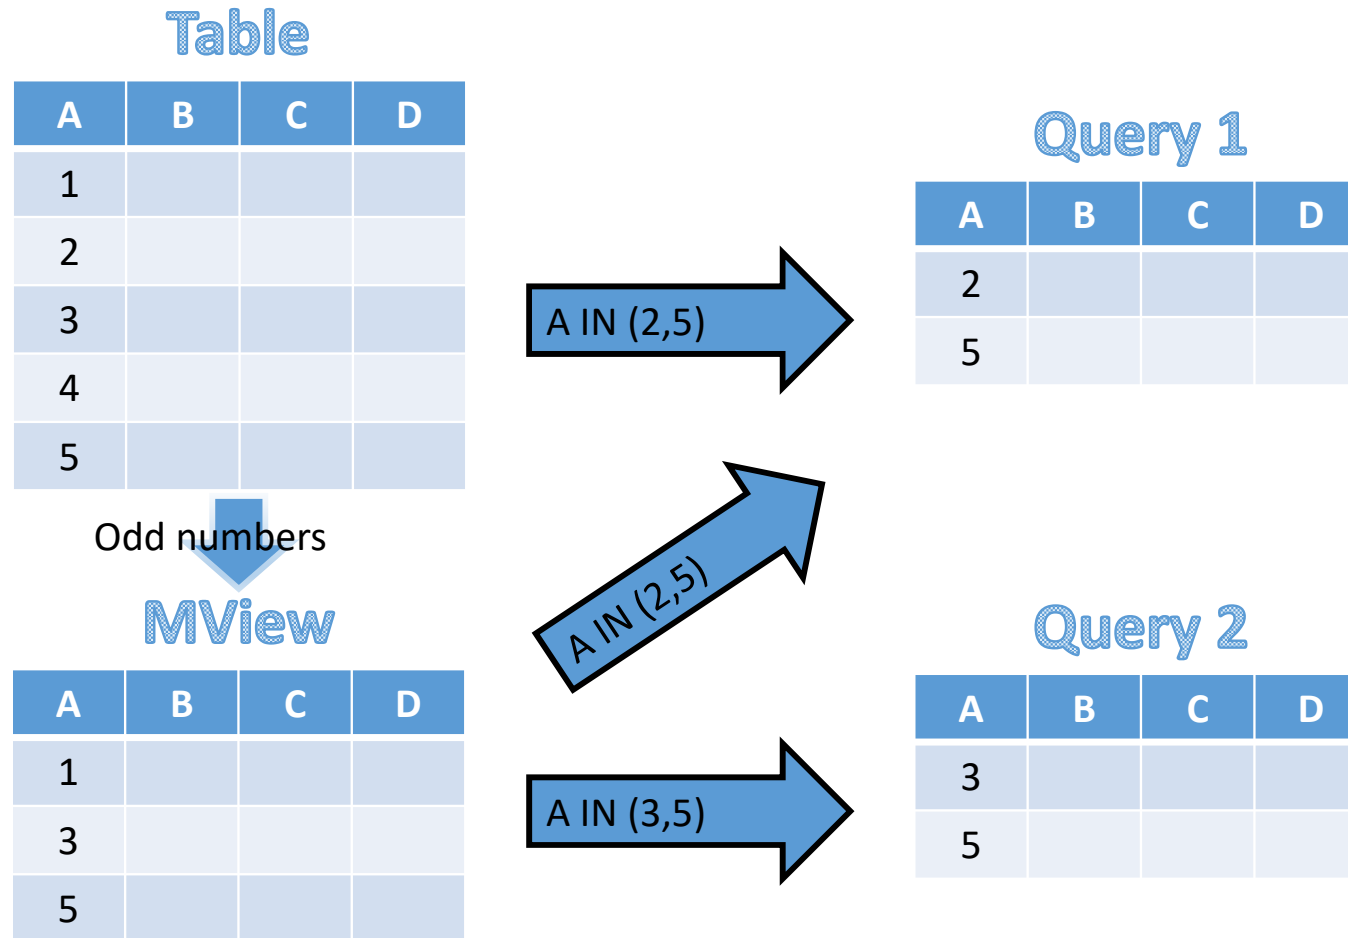 Table
A B C D
1
2
3
4
5
Odd numbers
MView
A B C D
1
3
5
A IN (2,5)
A IN (2,5)
A IN (3,5)
Query 1
A B C D
2
5
Query 2
A B C D
3
5